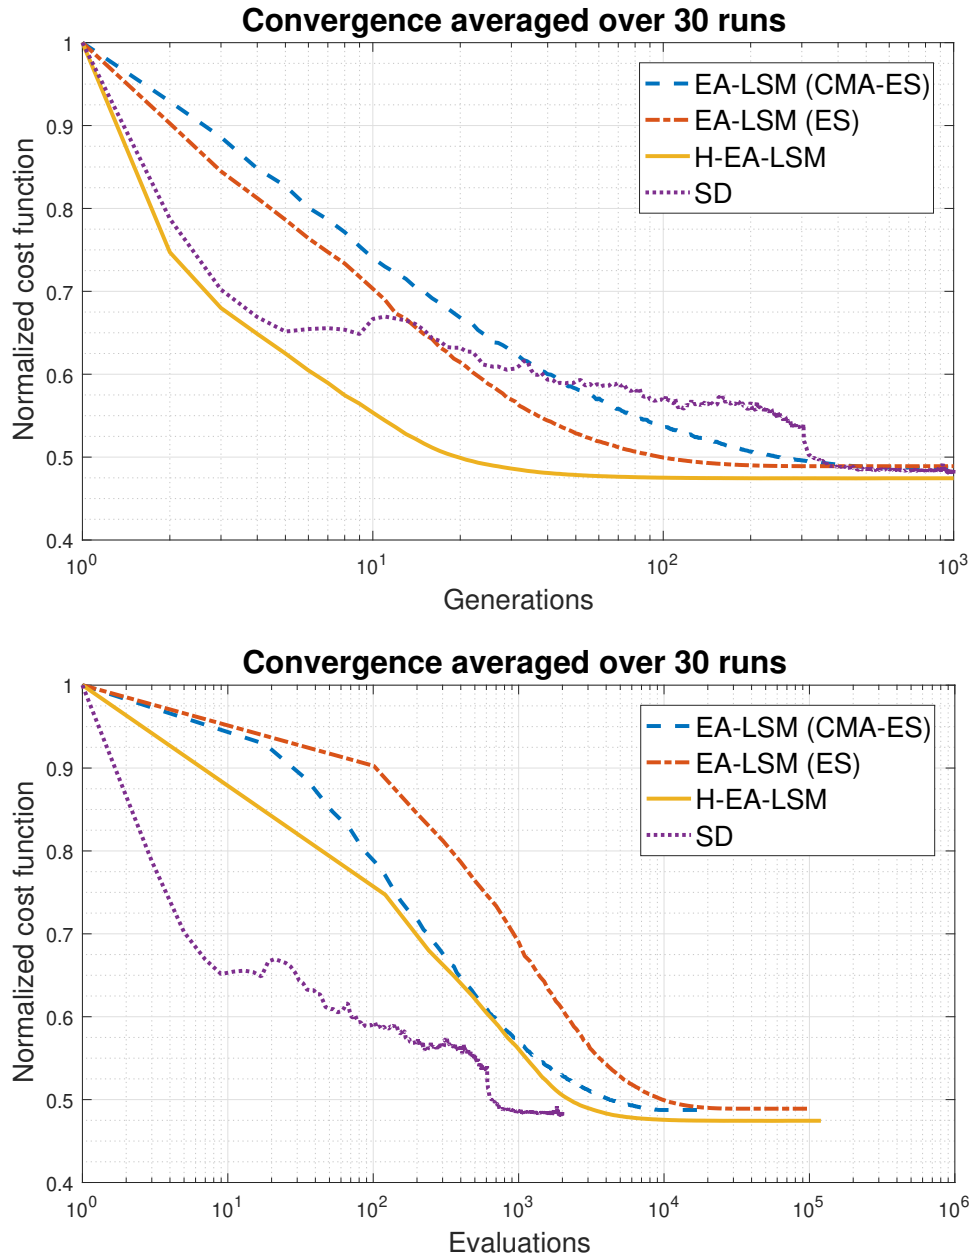 Convergence averaged over 30 runs
1
0.9
0.8
0.7
0.6
0.5
0.4
Normalized cost function
EA-LSM (CMA-ES)
EA-LSM (ES)
H-EA-LSM
SD
10^0 10^1 10^2 10^3
Generations
Convergence averaged over 30 runs
1
0.9
0.8
0.7
0.6
0.5
0.4
Normalized cost function
EA-LSM (CMA-ES)
EA-LSM (ES)
H-EA-LSM
SD
10^0 10^1 10^2 10^3 10^4 10^5 10^6
Evaluations